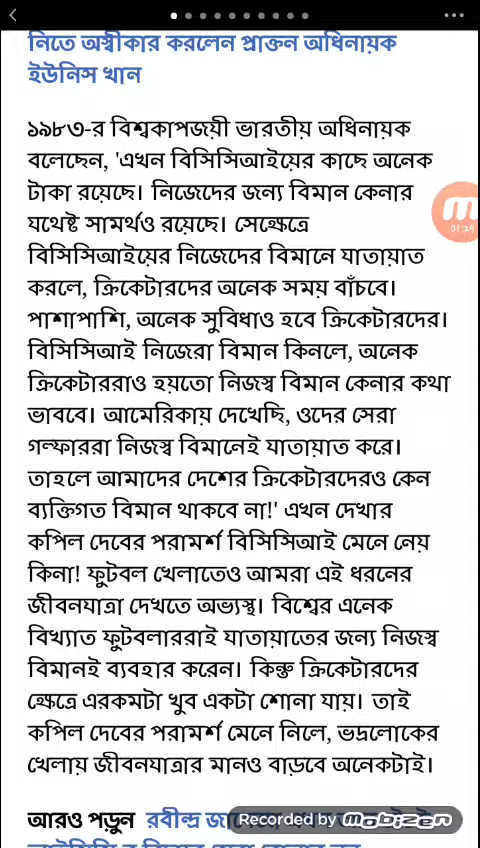 নিতে অস্বীকার করলেন প্রাক্তন অধিনায়ক
ইউনিস খান
১৯৮৩-র বিশ্বকাপজয়ী ভারতীয় অধিনায়ক
বলেছেন, 'এখন বিসিসিআইয়ের কাছে অনেক
টাকা রয়েছে। নিজেদের জন্য বিমান কেনার
যথেষ্ট সামর্থও রয়েছে। সেক্ষেত্রে
বিসিসিআইয়ের নিজেদের বিমানে যাতায়াত
করলে, ক্রিকেটারদের অনেক সময় বাঁচবে।
পাশাপাশি, অনেক সুবিধাও হবে ক্রিকেটারদের।
বিসিসিআই নিজেরা বিমান কিনলে, অনেক
ক্রিকেটাররাও হয়তো নিজস্ব বিমান কেনার কথা
ভাববে। আমেরিকায় দেখেছি, ওদের সেরা
গল্ফাররা নিজস্ব বিমানেই যাতায়াত করে।
তাহলে আমাদের দেশের ক্রিকেটারদেরও কেন
ব্যক্তিগত বিমান থাকবে না!' এখন দেখার
কপিল দেবের পরামর্শ বিসিসিআই মেনে নেয়
কিনা! ফুটবল খেলাতেও আমরা এই ধরনের
জীবনযাত্রা দেখতে অভ্যস্থ। বিশ্বের এনেক
বিখ্যাত ফুটবলাররাই যাতায়াতের জন্য নিজস্ব
বিমানই ব্যবহার করেন। কিন্তু ক্রিকেটারদের
ক্ষেত্রে এরকমটা খুব একটা শোনা যায়। তাই
কপিল দেবের পরামর্শ মেনে নিলে, ভদ্রলোকের
খেলায় জীবনযাত্রার মানও বাড়বে অনেকটাই।
আরও পড়ুন রবীন্দ্র
01:29
Recorded by mobizen